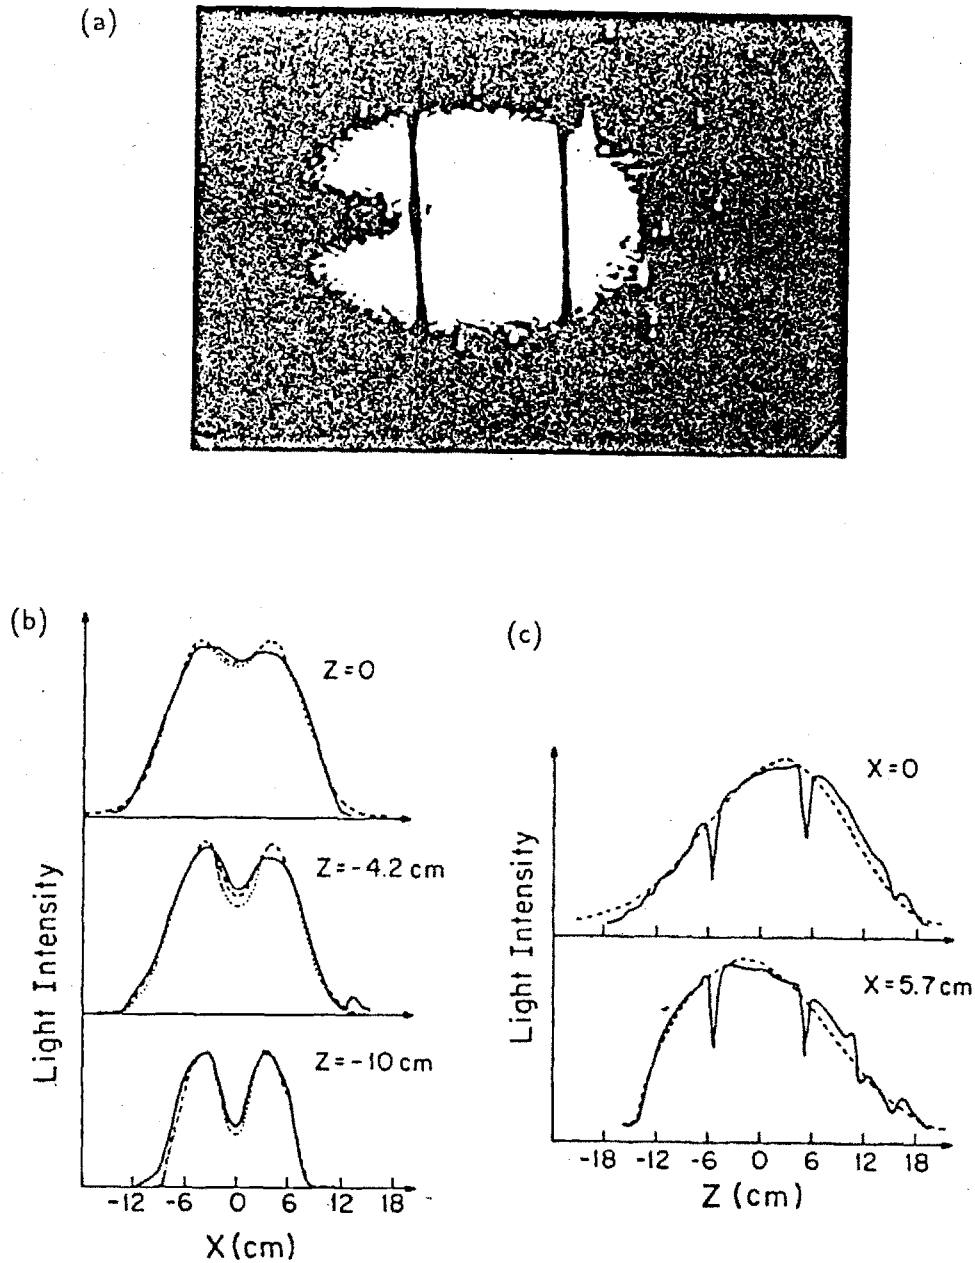 (a)
(b)
Z=0
Z=-4.2 cm
Z=-10 cm
Light Intensity
-12 -6 0 6 12 18
X (cm)
(c)
X=0
X=5.7 cm
Light Intensity
-18 -12 -6 0 6 12 18
Z (cm)